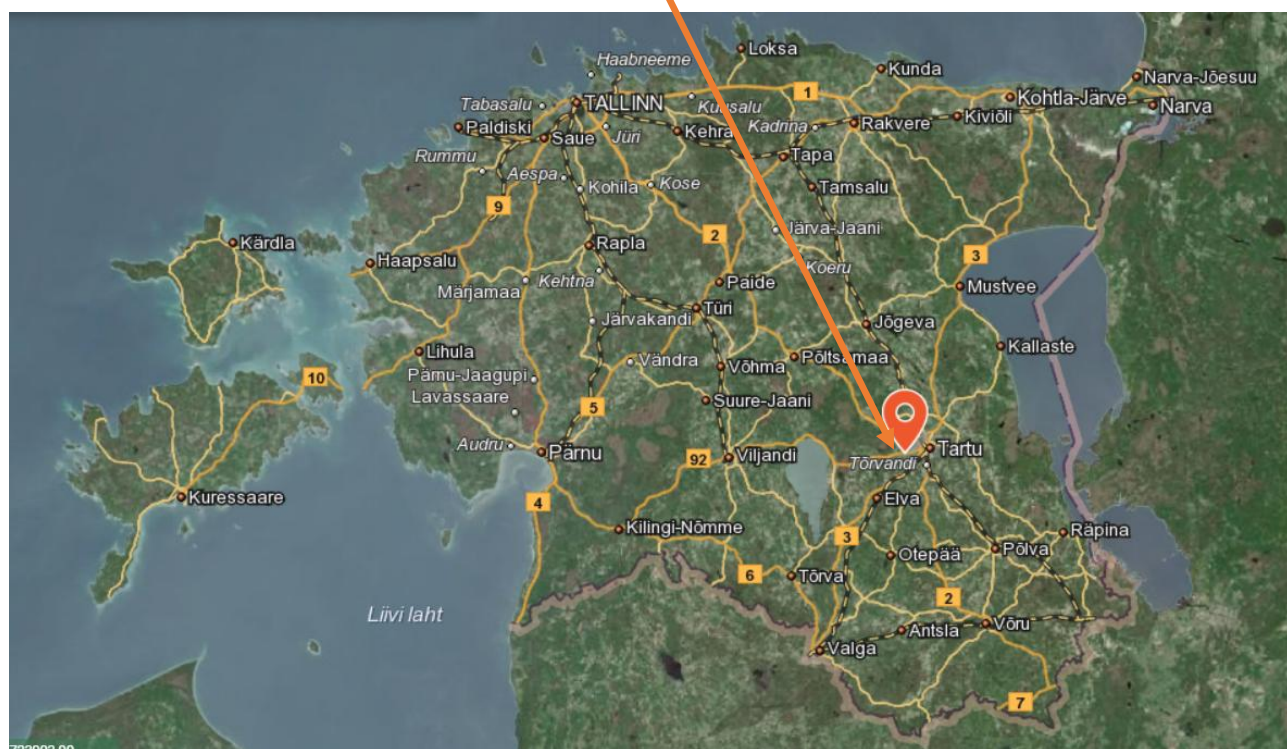 Loksa
Haabneeme
Kunda
Narva-Jõesuu
Tabasalu
TALLINN
Kuusalu
1
Kohtla-Järve
Narva
Paldiski
Saue
Jüri
Kehra
Kadrina
Rakvere
Kiviõli
Rummu
Aespa
Kohila
Kose
Tapa
Tamsalu
9
Kärdla
Haapsalu
Rapla
2
Järva-Jaani
3
Märjamaa
Kehtna
Paide
Koeru
Mustvee
Järvakandi
Türi
Jõgeva
Lihula
Vändra
Võhma
Põltsamaa
Kallaste
10
Pärnu-Jaagupi
Lavassaare
5
Suure-Jaani
Audru
Pärnu
92
Viljandi
Tõrvandi
Tartu
Kuressaare
4
Kilingi-Nõmme
Elva
3
Räpina
Otepää
Põlva
6
Tõrva
2
Liivi laht
Antsla
Võru
Valga
7